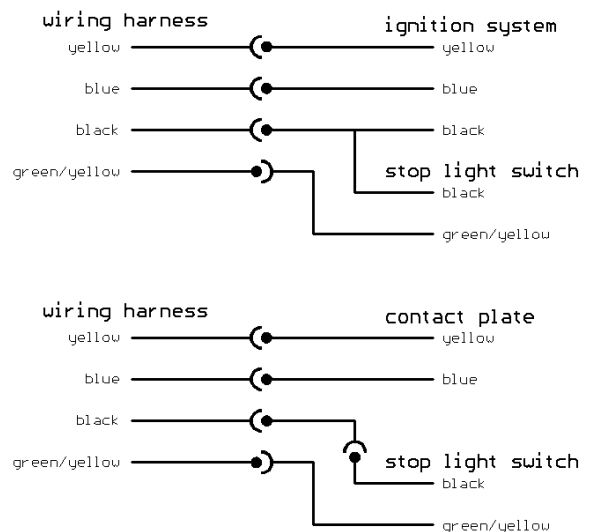 wiring harness
ignition system
yellow yellow
blue blue
black black
stop light switch
green/yellow
black
green/yellow
wiring harness
contact plate
yellow yellow
blue blue
black
green/yellow
stop light switch
black
green/yellow